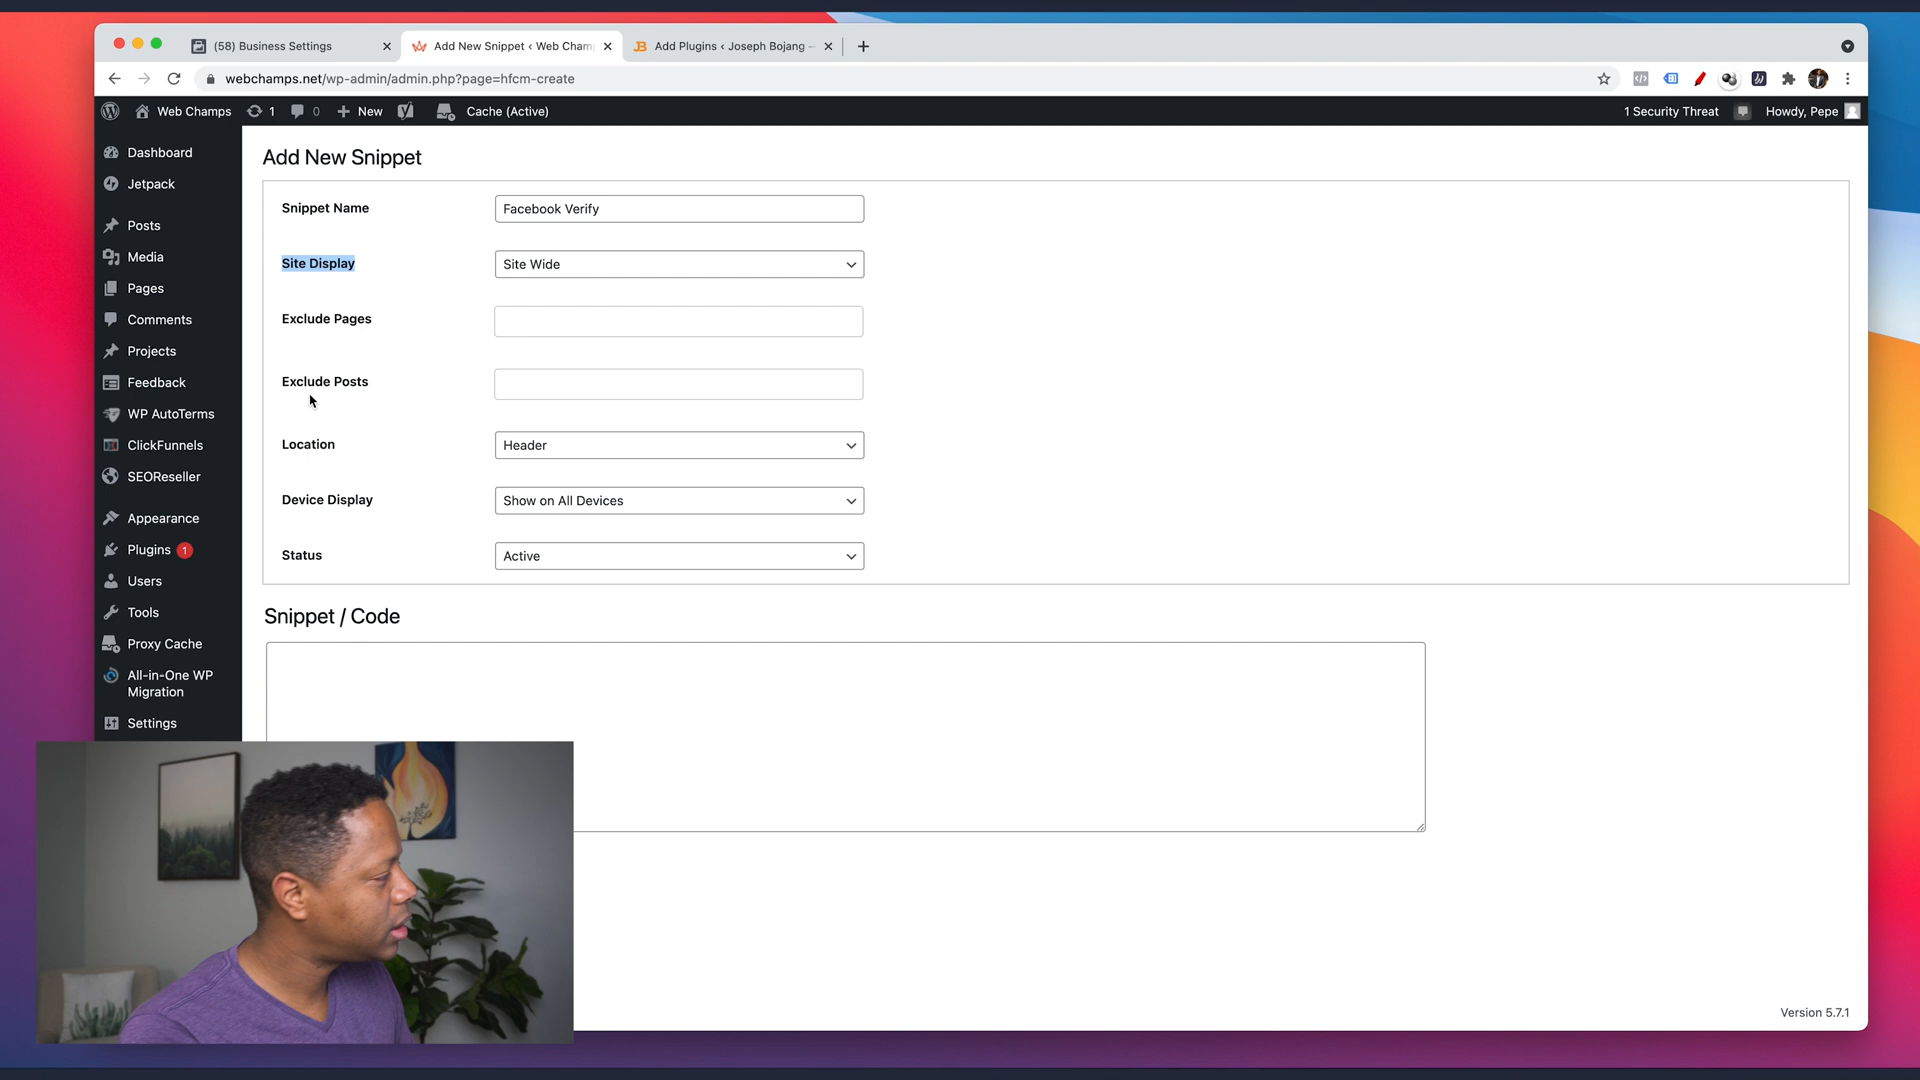 (58) Business Settings
Add New Snippet ‹ Web Cham
Add Plugins ‹ Joseph Bojang —
webchamps.net/wp-admin/admin.php?page=hfcm-create
Web Champs
1
0
New
Cache (Active)
1 Security Threat
Howdy, Pepe
Dashboard
Jetpack
Posts
Media
Pages
Comments
Projects
Feedback
WP AutoTerms
ClickFunnels
SEOReseller
Appearance
Plugins 1
Users
Tools
Proxy Cache
All-in-One WP
Migration
Settings
Add New Snippet
Snippet Name
Facebook Verify
Site Display
Site Wide
Exclude Pages
Exclude Posts
Location
Header
Device Display
Show on All Devices
Status
Active
Snippet / Code
Version 5.7.1